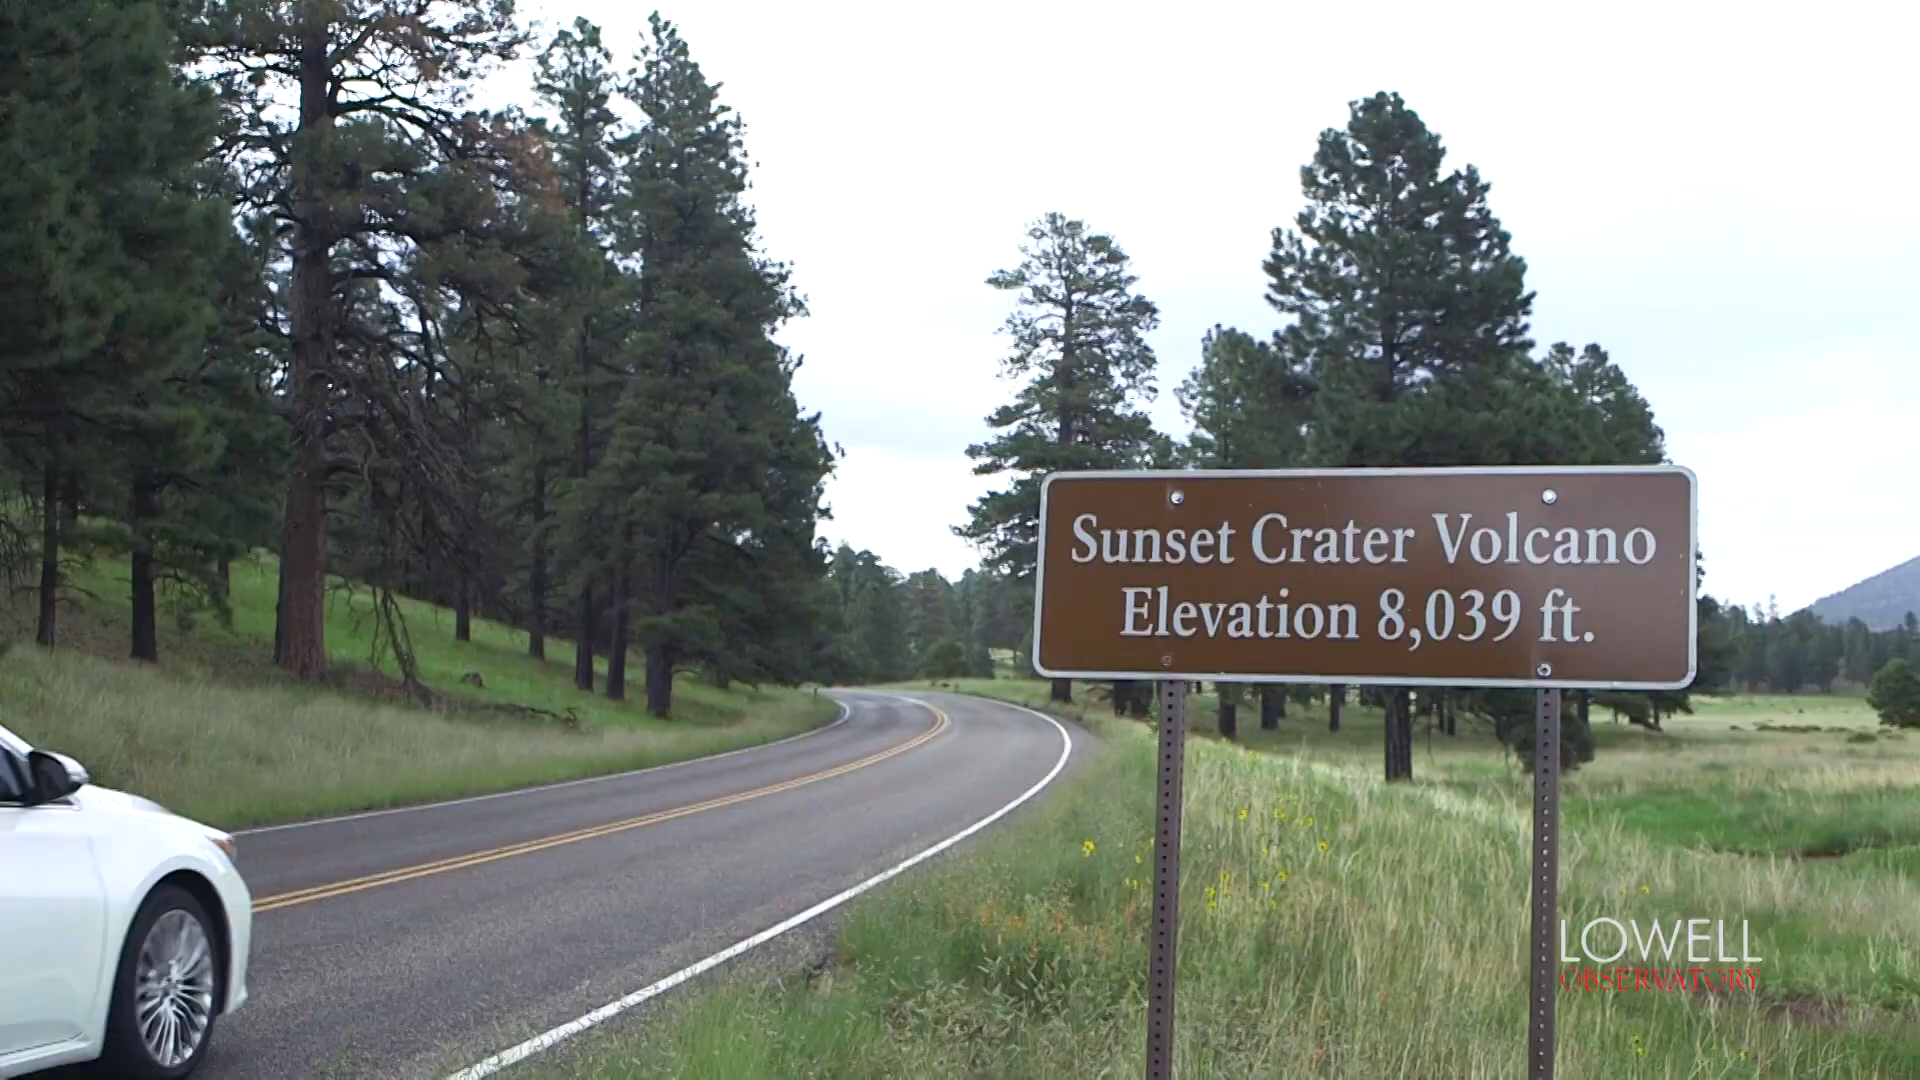 Sunset Crater Volcano
Elevation 8,039 ft.
LOWELL
OBSERVATORY